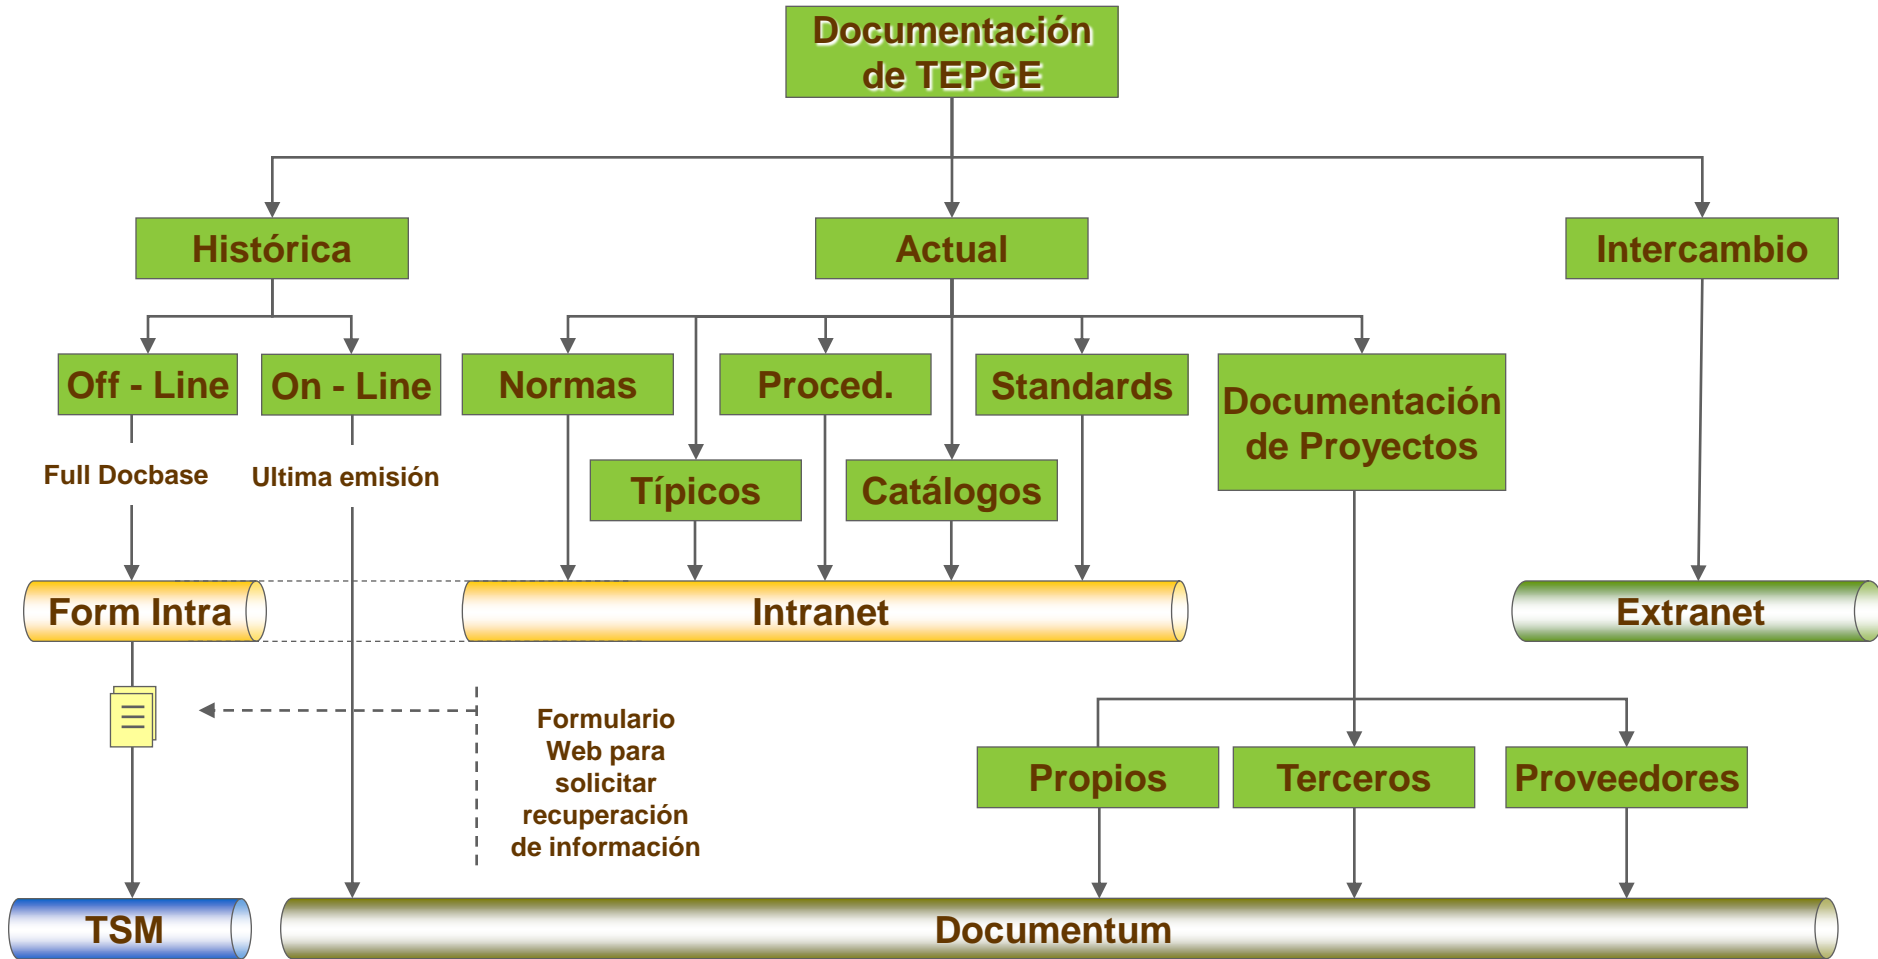 Documentación
de TEPGE
Histórica
Actual
Intercambio
Off - Line
On - Line
Normas
Proced.
Standards
Documentación
de Proyectos
Full Docbase
Ultima emisión
Típicos
Catálogos
Form Intra
Intranet
Extranet
Formulario
Web para
solicitar
recuperación
de información
Propios
Terceros
Proveedores
TSM
Documentum